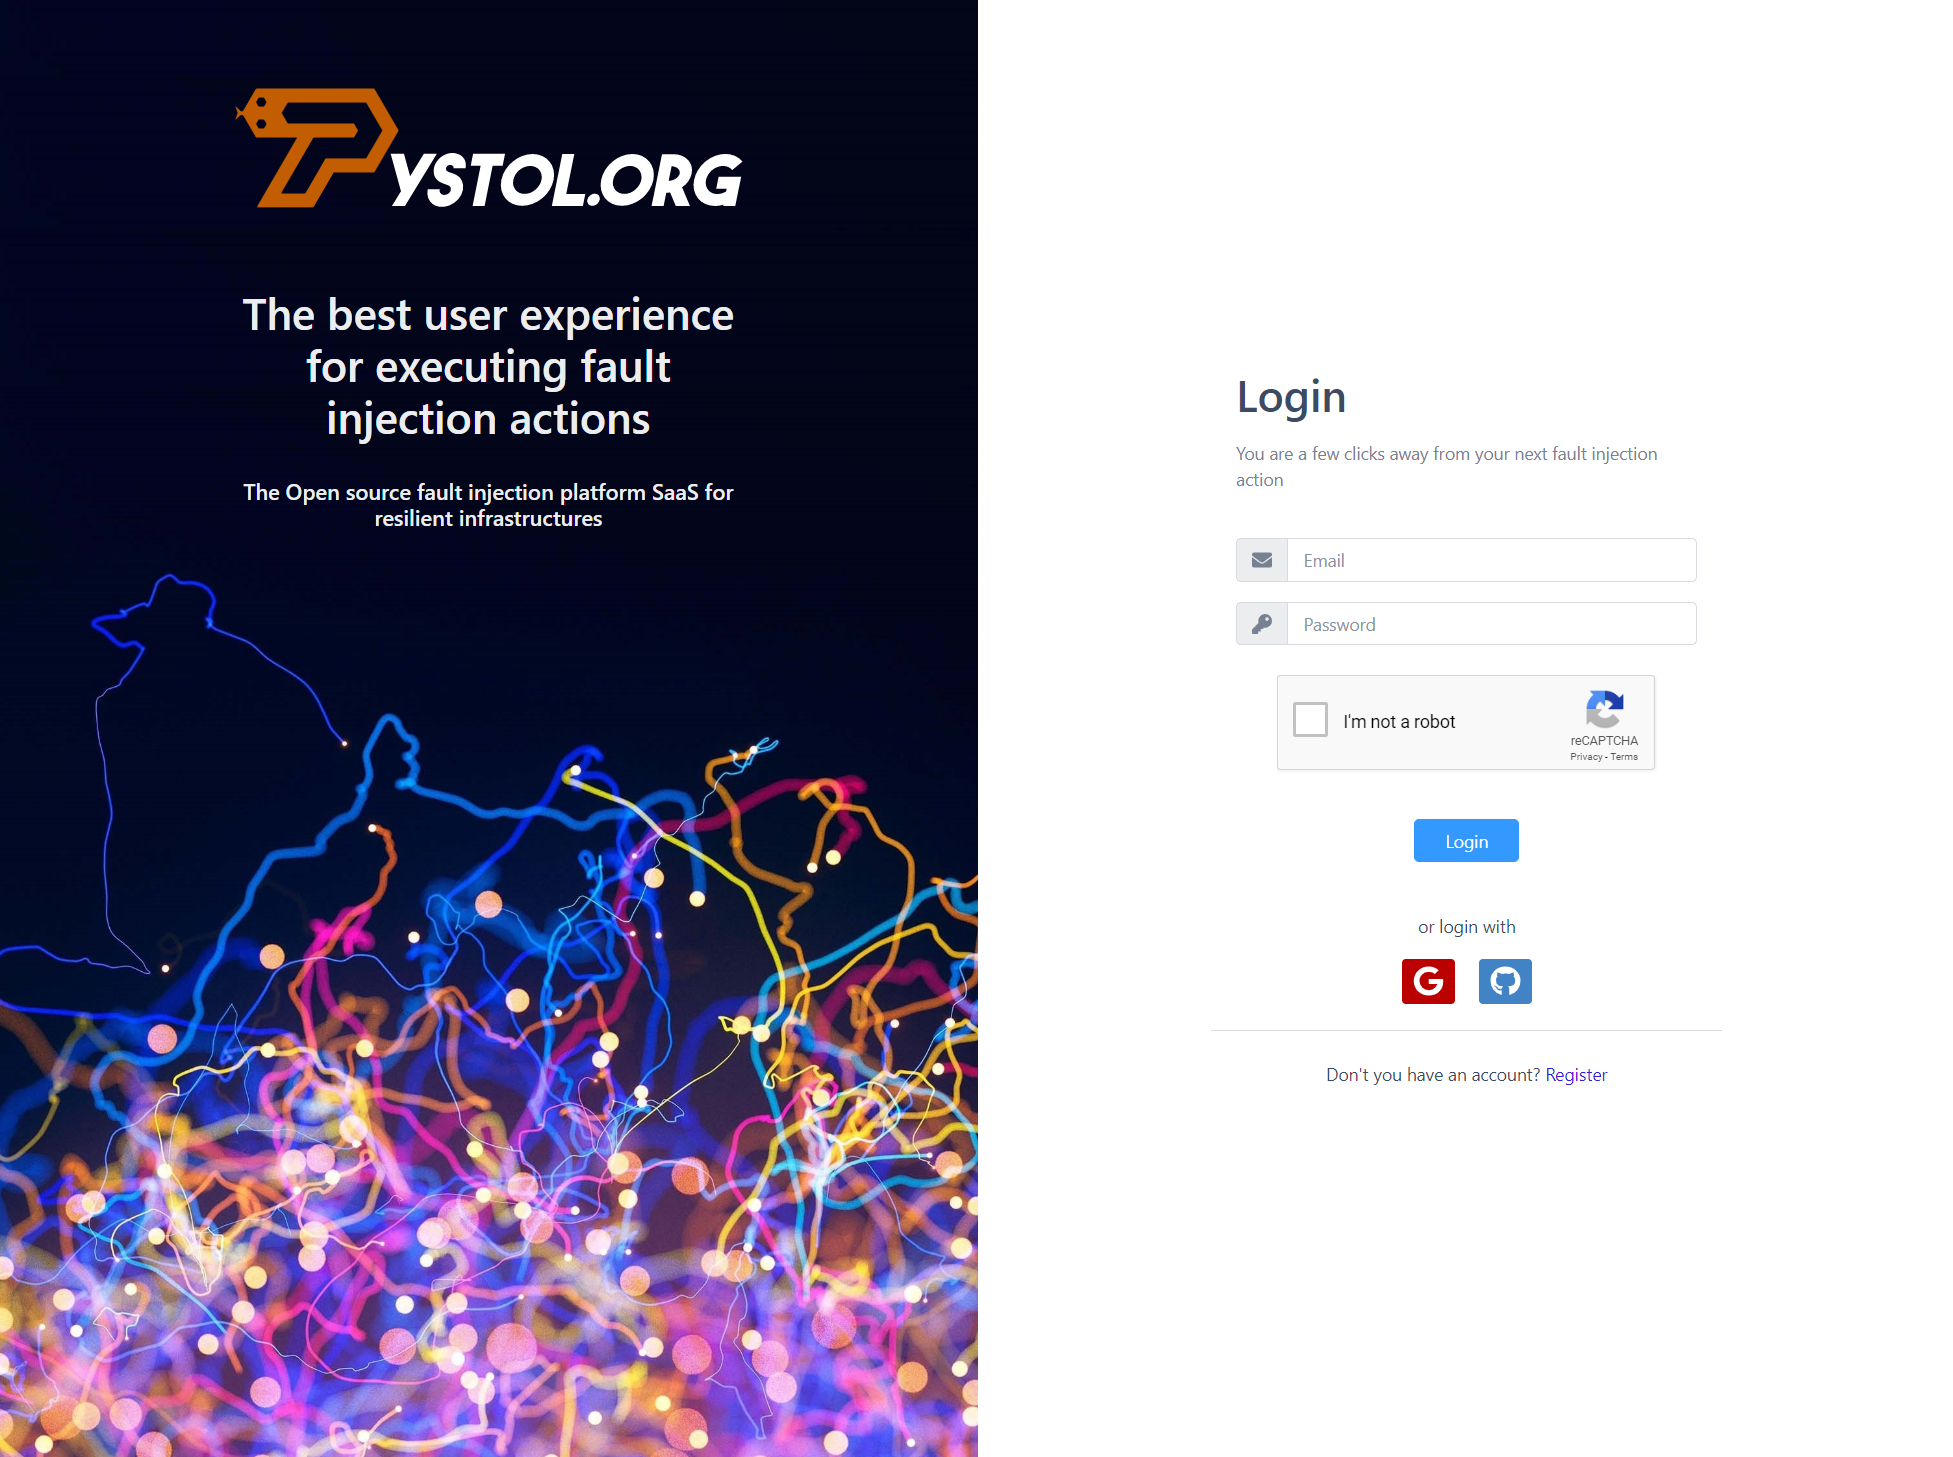 PYSTOL.ORG
The best user experience
for executing fault
injection actions
The Open source fault injection platform SaaS for
resilient infrastructures
Login
You are a few clicks away from your next fault injection
action
Email
Password
I'm not a robot
reCAPTCHA
Privacy - Terms
Login
or login with
G
Don't you have an account? Register